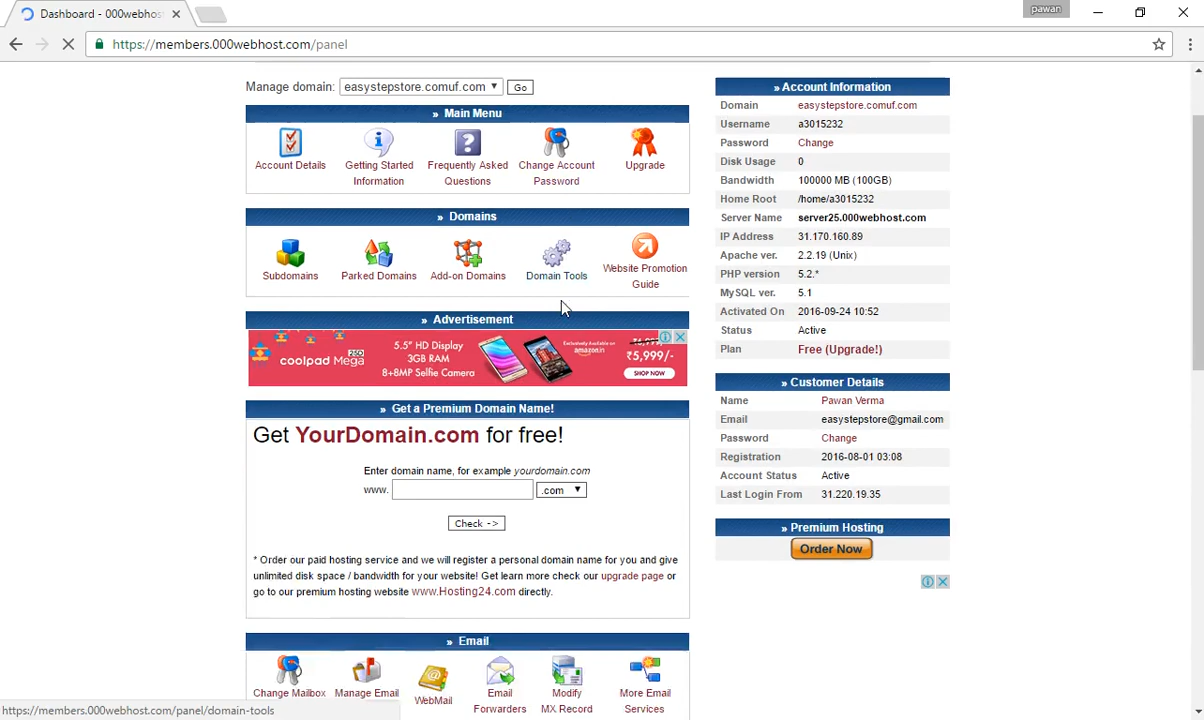 Dashboard - 000webhos
pawan
https://members.000webhost.com/panel
Manage domain: easystepstore.comuf.com Go
» Main Menu
Account Details
Getting Started Information
Frequently Asked Questions
Change Account Password
Upgrade
» Domains
Subdomains
Parked Domains
Add-on Domains
Domain Tools
Website Promotion Guide
» Advertisement
coolpad Mega 250
5.5" HD Display
3GB RAM
8+8MP Selfie Camera
Exclusively Available on
amazon.in
₹6,999/-
₹5,999/-
SHOP NOW
» Get a Premium Domain Name!
Get YourDomain.com for free!
Enter domain name, for example yourdomain.com
www. .com
Check ->
* Order our paid hosting service and we will register a personal domain name for you and give
unlimited disk space / bandwidth for your website! Get learn more check our upgrade page or
go to our premium hosting website www.Hosting24.com directly.
» Email
Change Mailbox
Manage Email
WebMail
Email Forwarders
Modify MX Record
More Email Services
» Account Information
Domain easystepstore.comuf.com
Username a3015232
Password Change
Disk Usage 0
Bandwidth 100000 MB (100GB)
Home Root /home/a3015232
Server Name server25.000webhost.com
IP Address 31.170.160.89
Apache ver. 2.2.19 (Unix)
PHP version 5.2.*
MySQL ver. 5.1
Activated On 2016-09-24 10:52
Status Active
Plan Free (Upgrade!)
» Customer Details
Name Pawan Verma
Email easystepstore@gmail.com
Password Change
Registration 2016-08-01 03:08
Account Status Active
Last Login From 31.220.19.35
» Premium Hosting
Order Now
https://members.000webhost.com/panel/domain-tools